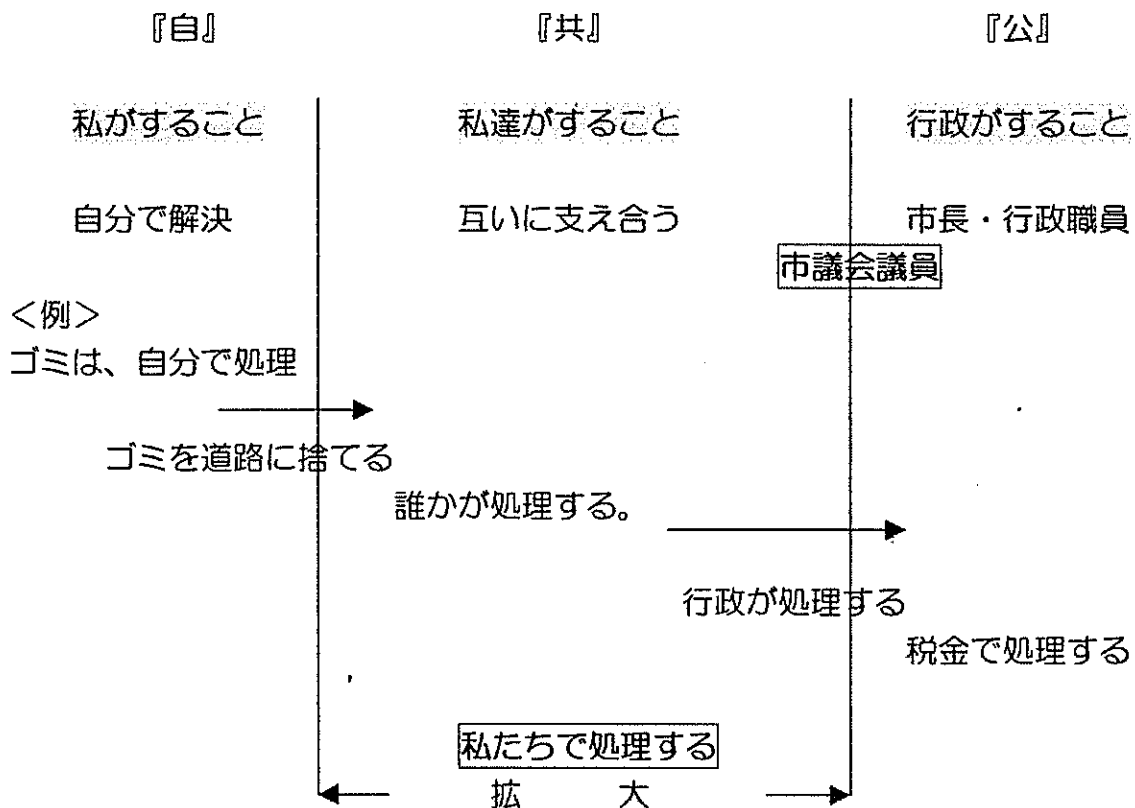 『自』 『共』 『公』
私がすること 私達がすること 行政がすること
自分で解決 互いに支え合う 市長・行政職員
市議会議員
＜例＞
ゴミは、自分で処理
ゴミを道路に捨てる
誰かが処理する。
行政が処理する
税金で処理する
私たちで処理する
拡 大